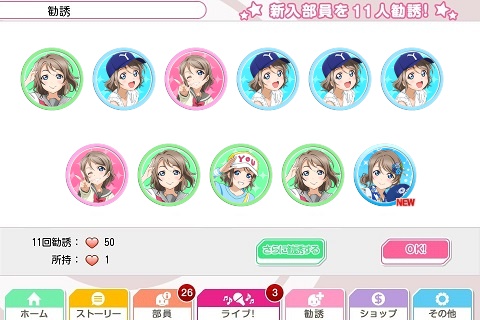 勧誘
新入部員を11人勧誘!
YOU
NEW
11回勧誘： 50
所持： 1
さらに勧誘する
OK!
26
3
ホーム
ストーリー
部員
ライブ!
勧誘
ショップ
その他